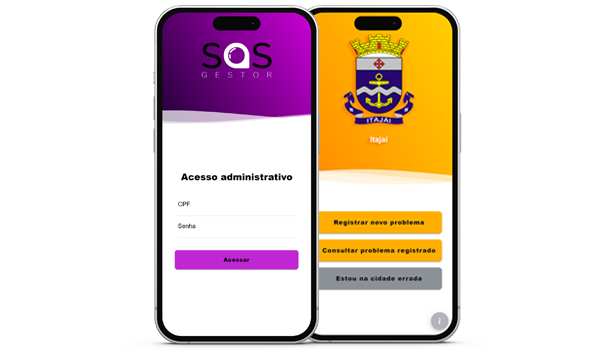 SaS
GESTOR
Acesso administrativo
CPF
Senha
Acessar
ITAJAÍ
Itajaí
Registrar novo problema
Consultar problema registrado
Estou na cidade errada
i